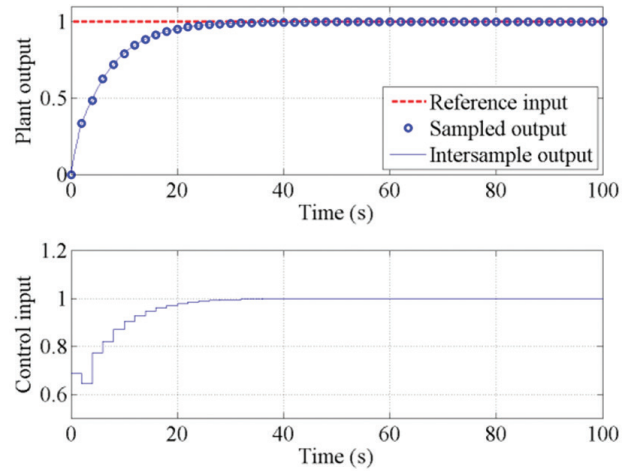 Plant output
1
0.5
0
Reference input
Sampled output
Intersample output
0 20 40 60 80 100
Time (s)
Control input
1.2
1
0.8
0.6
0 20 40 60 80 100
Time (s)